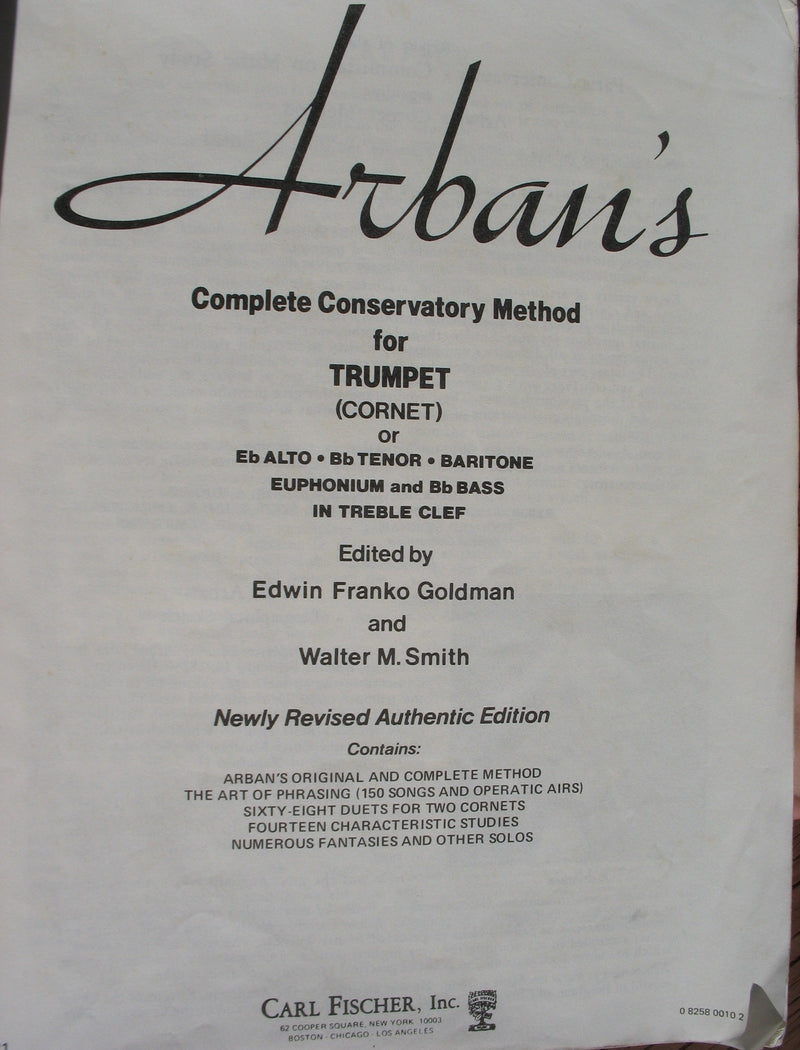 Arban's
Complete Conservatory Method
for
TRUMPET
(CORNET)
or
Eb ALTO • Bb TENOR • BARITONE
EUPHONIUM and Bb BASS
IN TREBLE CLEF
Edited by
Edwin Franko Goldman
and
Walter M. Smith
Newly Revised Authentic Edition
Contains:
ARBAN'S ORIGINAL AND COMPLETE METHOD
THE ART OF PHRASING (150 SONGS AND OPERATIC AIRS)
SIXTY-EIGHT DUETS FOR TWO CORNETS
FOURTEEN CHARACTERISTIC STUDIES
NUMEROUS FANTASIES AND OTHER SOLOS
CARL FISCHER, Inc.
62 COOPER SQUARE, NEW YORK 10003
BOSTON · CHICAGO · LOS ANGELES
0 8258 0010 2